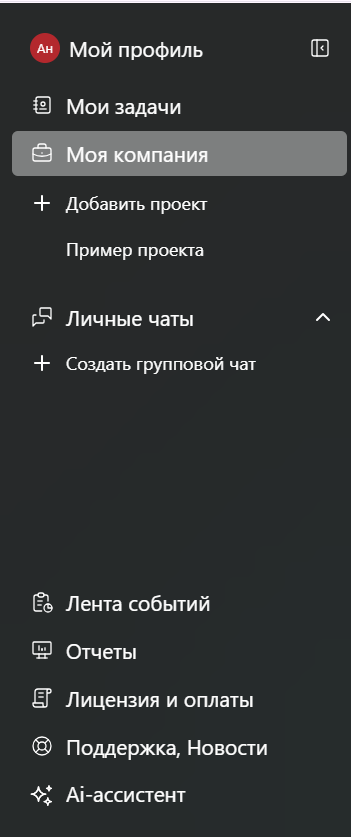 Ан Мой профиль
Мои задачи
Моя компания
Добавить проект
Пример проекта
Личные чаты
Создать групповой чат
Лента событий
Отчеты
Лицензия и оплаты
Поддержка, Новости
Ai-ассистент